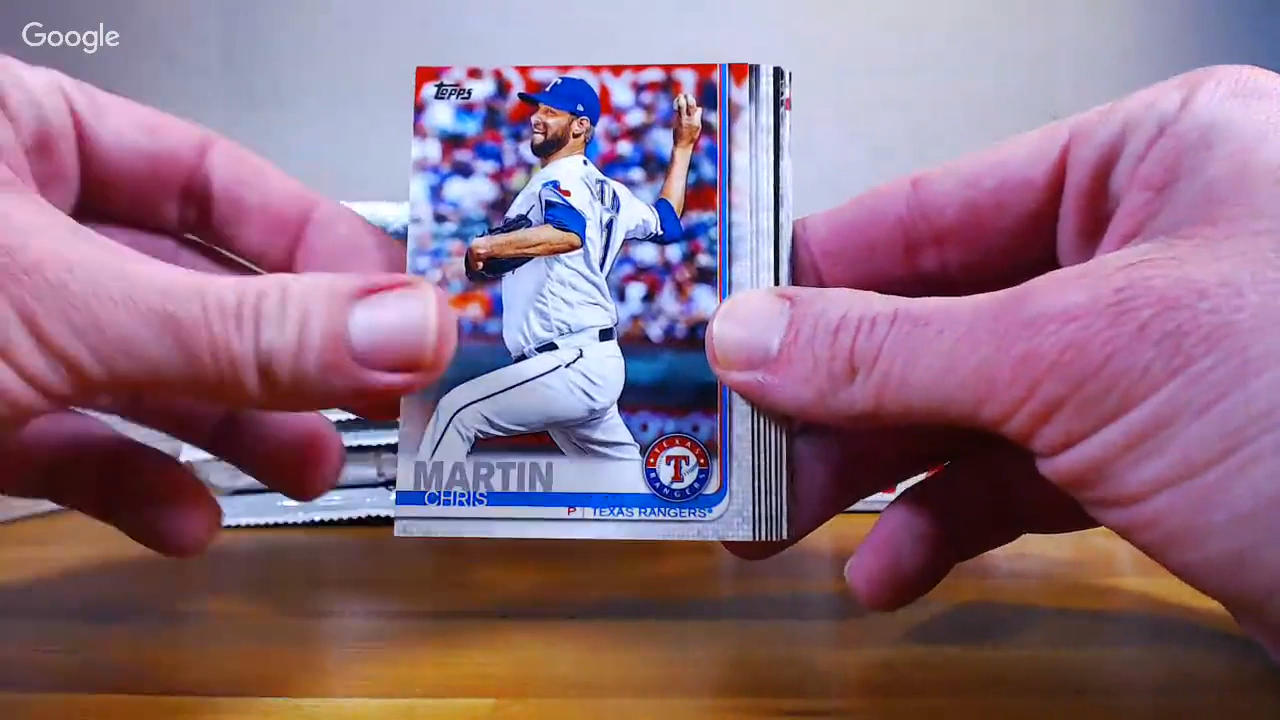 Google
Topps
T
MARTIN
CHRIS
P | TEXAS RANGERS
TEXAS
T
RANGERS